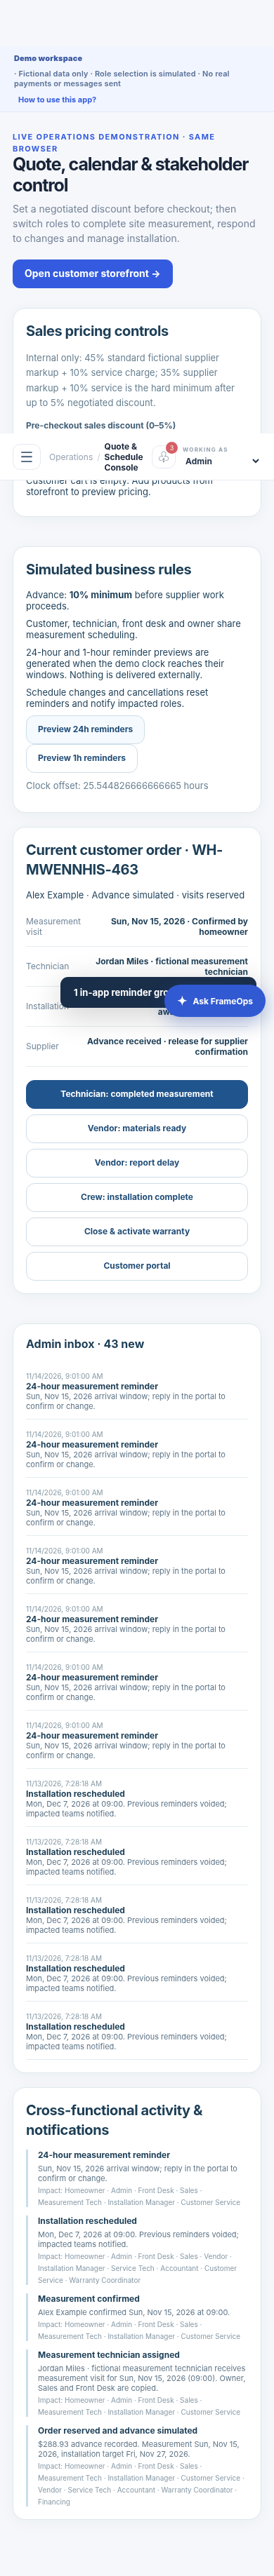 Demo workspace
· Fictional data only · Role selection is simulated · No real
payments or messages sent
How to use this app?
LIVE OPERATIONS DEMONSTRATION · SAME
BROWSER
Quote, calendar & stakeholder
control
Set a negotiated discount before checkout; then
switch roles to complete site measurement, respond
to changes and manage installation.
Open customer storefront →
Sales pricing controls
Internal only: 45% standard fictional supplier
markup + 10% service charge; 35% supplier
markup + 10% service is the hard minimum after
up to 5% negotiated discount.
Pre-checkout sales discount (0–5%)
Operations / Quote &
Schedule
Console
3
WORKING AS
Admin
Customer cart is empty. Add products from
storefront to preview pricing.
Simulated business rules
Advance: 10% minimum before supplier work
proceeds.
Customer, technician, front desk and owner share
measurement scheduling.
24-hour and 1-hour reminder previews are
generated when the demo clock reaches their
windows. Nothing is delivered externally.
Schedule changes and cancellations reset
reminders and notify impacted roles.
Preview 24h reminders
Preview 1h reminders
Clock offset: 25.544826666666665 hours
Current customer order · WH-
MWENNHIS-463
Alex Example · Advance simulated · visits reserved
Measurement
visit
Sun, Nov 15, 2026 · Confirmed by
homeowner
Technician
Jordan Miles · fictional measurement
technician
1 in-app reminder gro
Ask FrameOps
Installation
Supplier
Advance received · release for supplier
confirmation
Technician: completed measurement
Vendor: materials ready
Vendor: report delay
Crew: installation complete
Close & activate warranty
Customer portal
Admin inbox · 43 new
11/14/2026, 9:01:00 AM
24-hour measurement reminder
Sun, Nov 15, 2026 arrival window; reply in the portal to
confirm or change.
11/14/2026, 9:01:00 AM
24-hour measurement reminder
Sun, Nov 15, 2026 arrival window; reply in the portal to
confirm or change.
11/14/2026, 9:01:00 AM
24-hour measurement reminder
Sun, Nov 15, 2026 arrival window; reply in the portal to
confirm or change.
11/14/2026, 9:01:00 AM
24-hour measurement reminder
Sun, Nov 15, 2026 arrival window; reply in the portal to
confirm or change.
11/14/2026, 9:01:00 AM
24-hour measurement reminder
Sun, Nov 15, 2026 arrival window; reply in the portal to
confirm or change.
11/14/2026, 9:01:00 AM
24-hour measurement reminder
Sun, Nov 15, 2026 arrival window; reply in the portal to
confirm or change.
11/14/2026, 9:01:00 AM
24-hour measurement reminder
Sun, Nov 15, 2026 arrival window; reply in the portal to
confirm or change.
11/13/2026, 7:28:18 AM
Installation rescheduled
Mon, Dec 7, 2026 at 09:00. Previous reminders voided;
impacted teams notified.
11/13/2026, 7:28:18 AM
Installation rescheduled
Mon, Dec 7, 2026 at 09:00. Previous reminders voided;
impacted teams notified.
11/13/2026, 7:28:18 AM
Installation rescheduled
Mon, Dec 7, 2026 at 09:00. Previous reminders voided;
impacted teams notified.
11/13/2026, 7:28:18 AM
Installation rescheduled
Mon, Dec 7, 2026 at 09:00. Previous reminders voided;
impacted teams notified.
11/13/2026, 7:28:18 AM
Installation rescheduled
Mon, Dec 7, 2026 at 09:00. Previous reminders voided;
impacted teams notified.
Cross-functional activity &
notifications
24-hour measurement reminder
Sun, Nov 15, 2026 arrival window; reply in the portal to
confirm or change.
Impact: Homeowner · Admin · Front Desk · Sales ·
Measurement Tech · Installation Manager · Customer Service
Installation rescheduled
Mon, Dec 7, 2026 at 09:00. Previous reminders voided;
impacted teams notified.
Impact: Homeowner · Admin · Front Desk · Sales · Vendor ·
Installation Manager · Service Tech · Accountant · Customer
Service · Warranty Coordinator
Measurement confirmed
Alex Example confirmed Sun, Nov 15, 2026 at 09:00.
Impact: Homeowner · Admin · Front Desk · Sales ·
Measurement Tech · Installation Manager · Customer Service
Measurement technician assigned
Jordan Miles · fictional measurement technician receives
measurement visit for Sun, Nov 15, 2026 (09:00). Owner,
Sales and Front Desk are copied.
Impact: Homeowner · Admin · Front Desk · Sales ·
Measurement Tech · Installation Manager · Customer Service
Order reserved and advance simulated
$288.93 advance recorded. Measurement Sun, Nov 15,
2026, installation target Fri, Nov 27, 2026.
Impact: Homeowner · Admin · Front Desk · Sales ·
Measurement Tech · Installation Manager · Customer Service ·
Vendor · Service Tech · Accountant · Warranty Coordinator ·
Financing